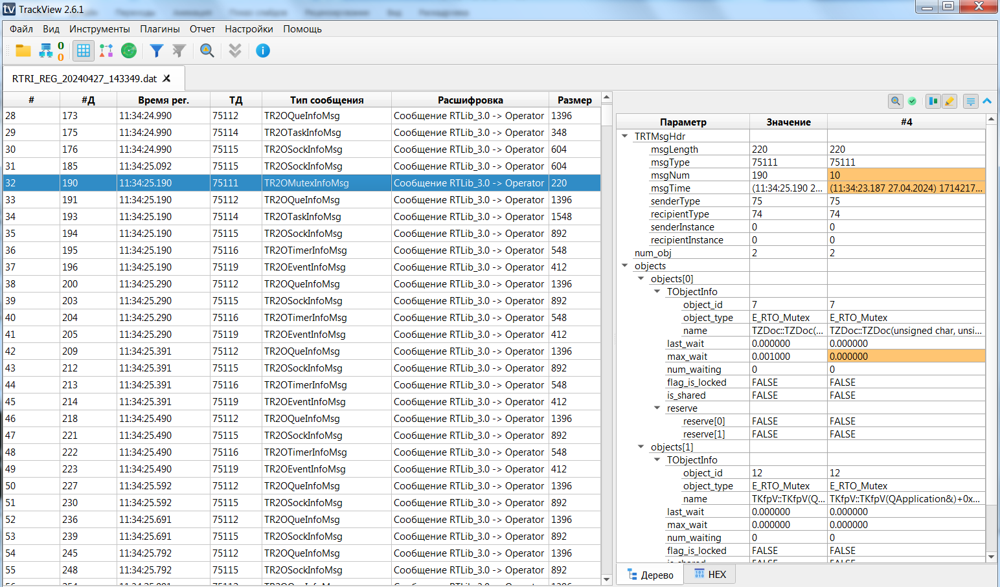 TrackView 2.6.1
Файл Вид Инструменты Плагины Отчет Настройки Помощь
0
0
RTRI_REG_20240427_143349.dat
# #Д Время рег. ТД Тип сообщения Расшифровка Размер
28 173 11:34:24.990 75112 TR2OQueInfoMsg Сообщение RTLib_3.0 -> Operator 1396
29 175 11:34:24.990 75114 TR2OTaskInfoMsg Сообщение RTLib_3.0 -> Operator 348
30 176 11:34:24.990 75115 TR2OSockInfoMsg Сообщение RTLib_3.0 -> Operator 604
31 185 11:34:25.092 75115 TR2OSockInfoMsg Сообщение RTLib_3.0 -> Operator 604
32 190 11:34:25.190 75111 TR2OMutexInfoMsg Сообщение RTLib_3.0 -> Operator 220
33 191 11:34:25.190 75112 TR2OQueInfoMsg Сообщение RTLib_3.0 -> Operator 1396
34 193 11:34:25.190 75114 TR2OTaskInfoMsg Сообщение RTLib_3.0 -> Operator 1548
35 194 11:34:25.190 75115 TR2OSockInfoMsg Сообщение RTLib_3.0 -> Operator 892
36 195 11:34:25.190 75116 TR2OTimerInfoMsg Сообщение RTLib_3.0 -> Operator 548
37 196 11:34:25.190 75119 TR2OEventInfoMsg Сообщение RTLib_3.0 -> Operator 412
38 200 11:34:25.290 75112 TR2OQueInfoMsg Сообщение RTLib_3.0 -> Operator 1396
39 203 11:34:25.290 75115 TR2OSockInfoMsg Сообщение RTLib_3.0 -> Operator 892
40 204 11:34:25.290 75116 TR2OTimerInfoMsg Сообщение RTLib_3.0 -> Operator 548
41 205 11:34:25.290 75119 TR2OEventInfoMsg Сообщение RTLib_3.0 -> Operator 412
42 209 11:34:25.391 75112 TR2OQueInfoMsg Сообщение RTLib_3.0 -> Operator 1396
43 212 11:34:25.391 75115 TR2OSockInfoMsg Сообщение RTLib_3.0 -> Operator 892
44 213 11:34:25.391 75116 TR2OTimerInfoMsg Сообщение RTLib_3.0 -> Operator 548
45 214 11:34:25.391 75119 TR2OEventInfoMsg Сообщение RTLib_3.0 -> Operator 412
46 218 11:34:25.490 75112 TR2OQueInfoMsg Сообщение RTLib_3.0 -> Operator 1396
47 221 11:34:25.490 75115 TR2OSockInfoMsg Сообщение RTLib_3.0 -> Operator 892
48 222 11:34:25.490 75116 TR2OTimerInfoMsg Сообщение RTLib_3.0 -> Operator 548
49 223 11:34:25.490 75119 TR2OEventInfoMsg Сообщение RTLib_3.0 -> Operator 412
50 227 11:34:25.592 75112 TR2OQueInfoMsg Сообщение RTLib_3.0 -> Operator 1396
51 230 11:34:25.592 75115 TR2OSockInfoMsg Сообщение RTLib_3.0 -> Operator 892
52 236 11:34:25.691 75112 TR2OQueInfoMsg Сообщение RTLib_3.0 -> Operator 1396
53 239 11:34:25.691 75115 TR2OSockInfoMsg Сообщение RTLib_3.0 -> Operator 892
54 245 11:34:25.792 75112 TR2OQueInfoMsg Сообщение RTLib_3.0 -> Operator 1396
55 248 11:34:25.792 75115 TR2OSockInfoMsg Сообщение RTLib_3.0 -> Operator 892
Параметр Значение #4
TRTMsgHdr
msgLength 220 220
msgType 75111 75111
msgNum 190 10
msgTime (11:34:25.190 2... (11:34:23.187 27.04.2024) 1714217...
senderType 75 75
recipientType 74 74
senderInstance 0 0
recipientInstance 0 0
num_obj 2 2
objects
objects[0]
TObjectInfo
object_id 7 7
object_type E_RTO_Mutex E_RTO_Mutex
name TZDoc::TZDoc(... TZDoc::TZDoc(unsigned char, unsi...
last_wait 0.000000 0.000000
max_wait 0.001000 0.000000
num_waiting 0 0
flag_is_locked FALSE FALSE
is_shared FALSE FALSE
reserve
reserve[0] FALSE FALSE
reserve[1] FALSE FALSE
objects[1]
TObjectInfo
object_id 12 12
object_type E_RTO_Mutex E_RTO_Mutex
name TKfpV::TKfpV(Q... TKfpV::TKfpV(QApplication&)+0x...
last_wait 0.000000 0.000000
max_wait 0.000000 0.000000
num_waiting 0 0
flag_is_locked FALSE FALSE
Дерево HEX